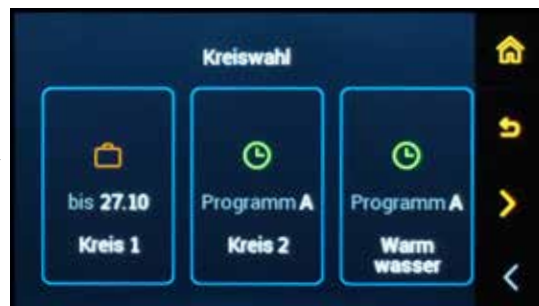 Kreiswahl
bis 27.10
Kreis 1
Programm A
Kreis 2
Programm A
Warm
wasser